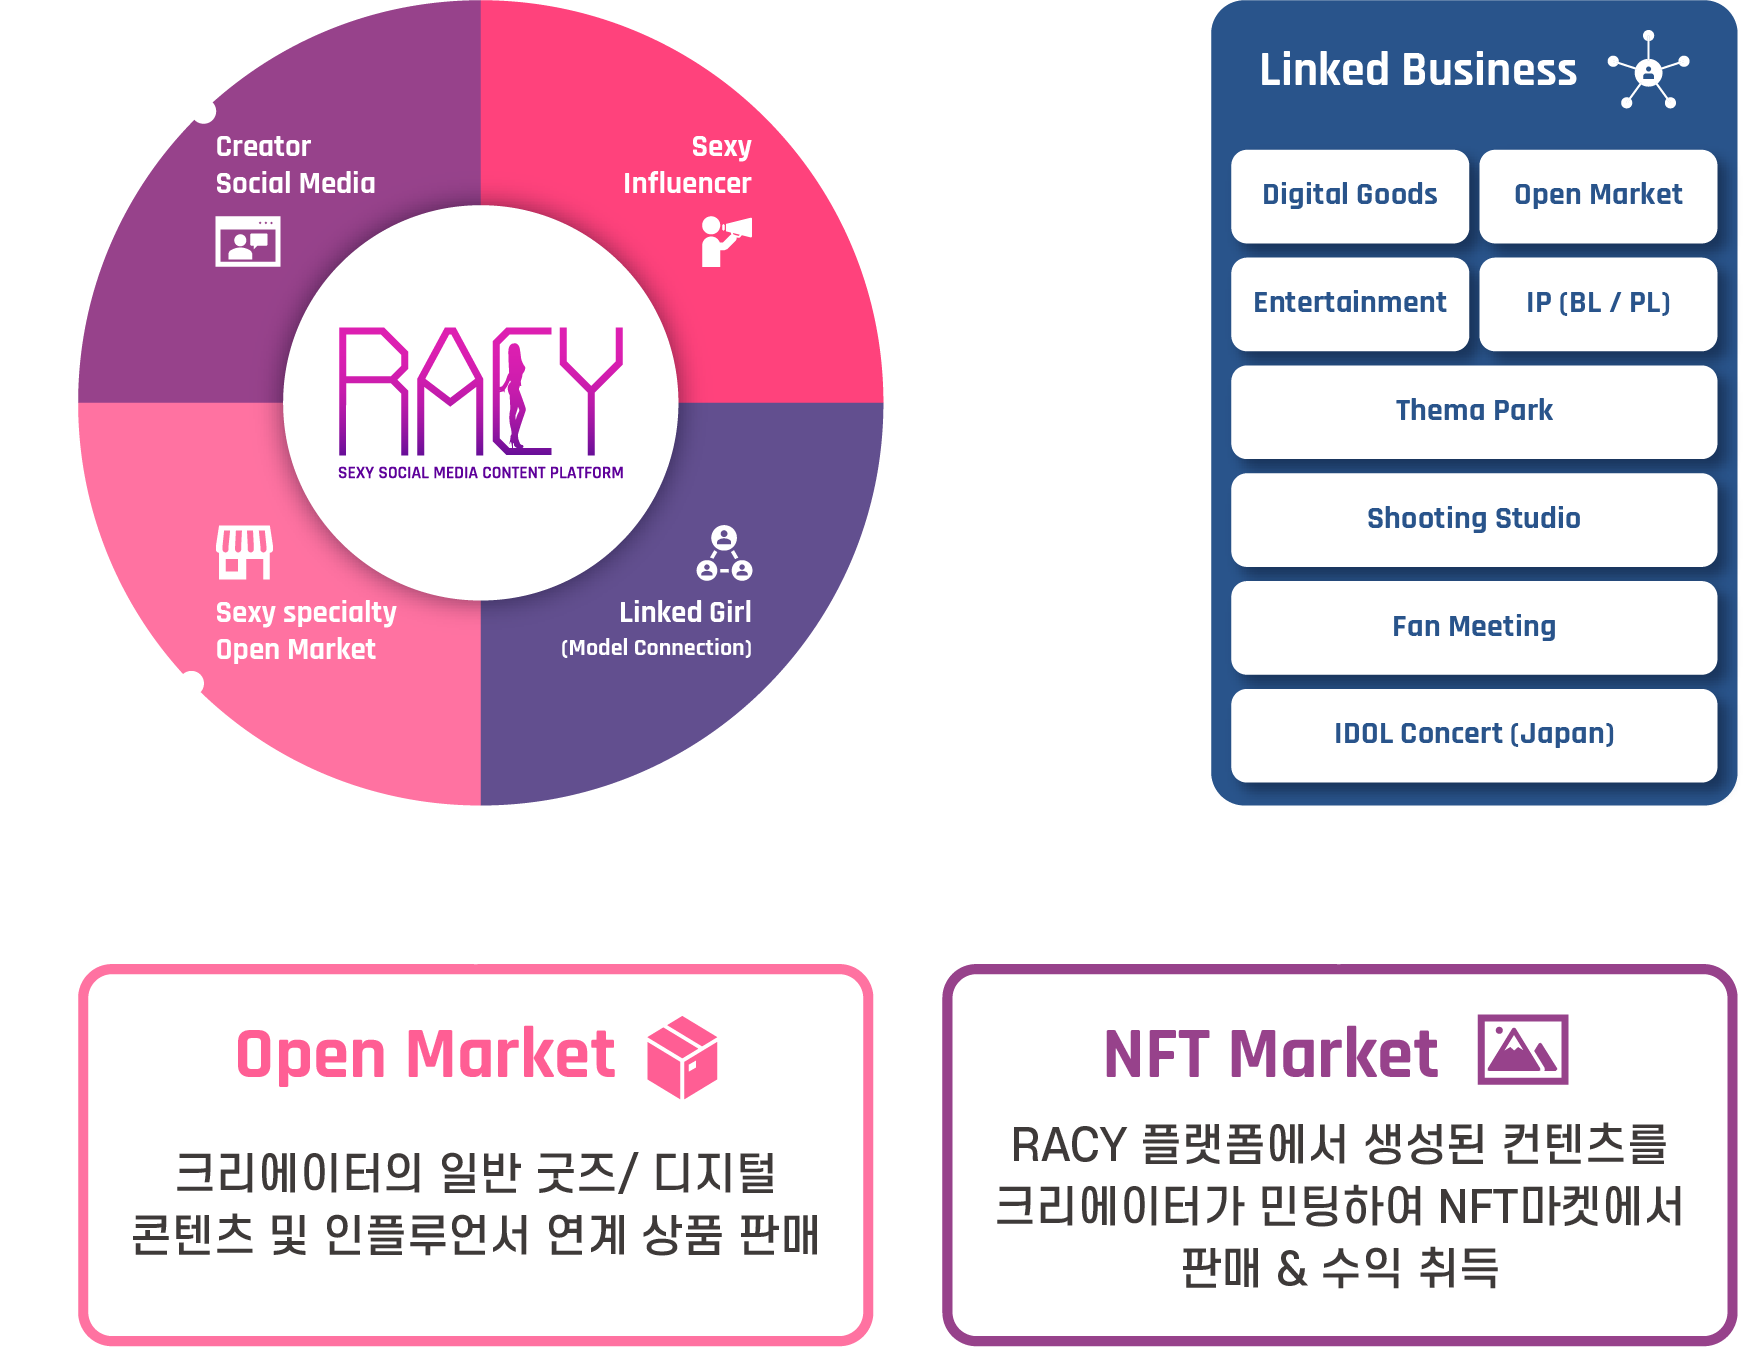 Creator
Social Media
Sexy
Influencer
RACY
SEXY SOCIAL MEDIA CONTENT PLATFORM
Sexy specialty
Open Market
Linked Girl
(Model Connection)
Linked Business
Digital Goods
Open Market
Entertainment
IP (BL / PL)
Thema Park
Shooting Studio
Fan Meeting
IDOL Concert (Japan)
Open Market
크리에이터의 일반 굿즈/ 디지털
콘텐츠 및 인플루언서 연계 상품 판매
NFT Market
RACY 플랫폼에서 생성된 컨텐츠를
크리에이터가 민팅하여 NFT마켓에서
판매 & 수익 취득